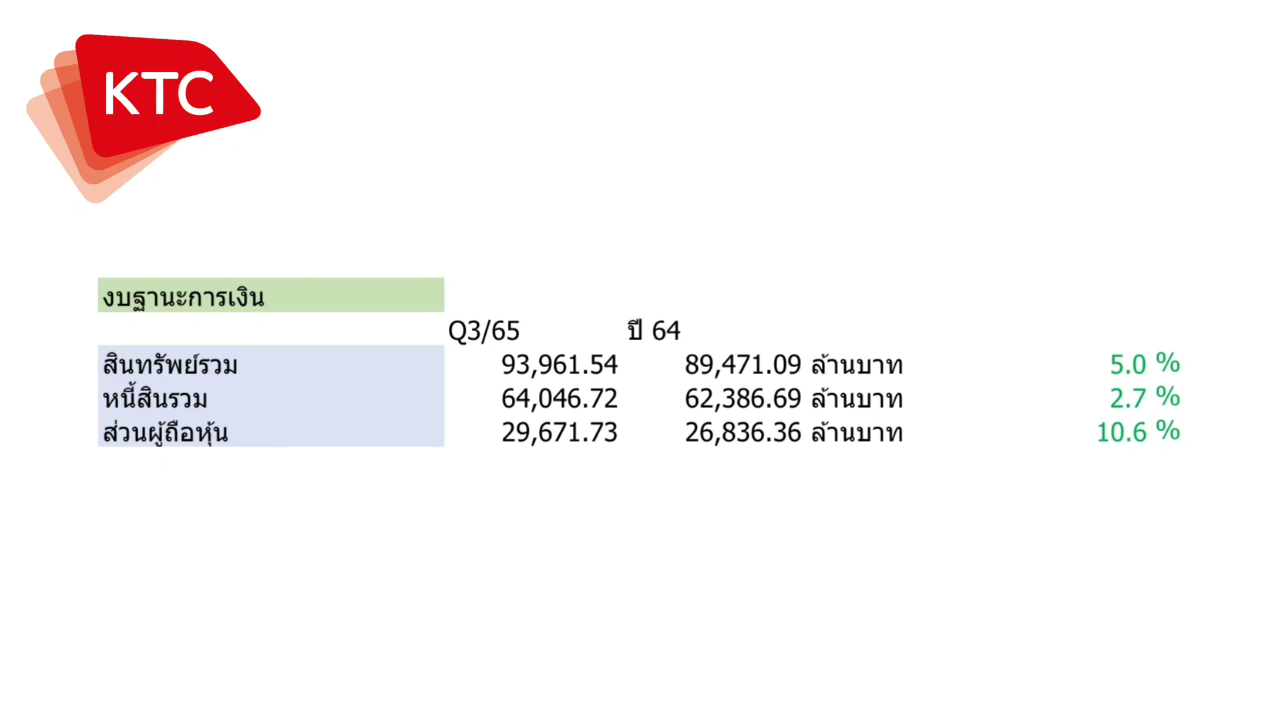 KTC
งบฐานะการเงิน
Q3/65 ปี 64
สินทรัพย์รวม 93,961.54 89,471.09 ล้านบาท 5.0 %
หนี้สินรวม 64,046.72 62,386.69 ล้านบาท 2.7 %
ส่วนผู้ถือหุ้น 29,671.73 26,836.36 ล้านบาท 10.6 %